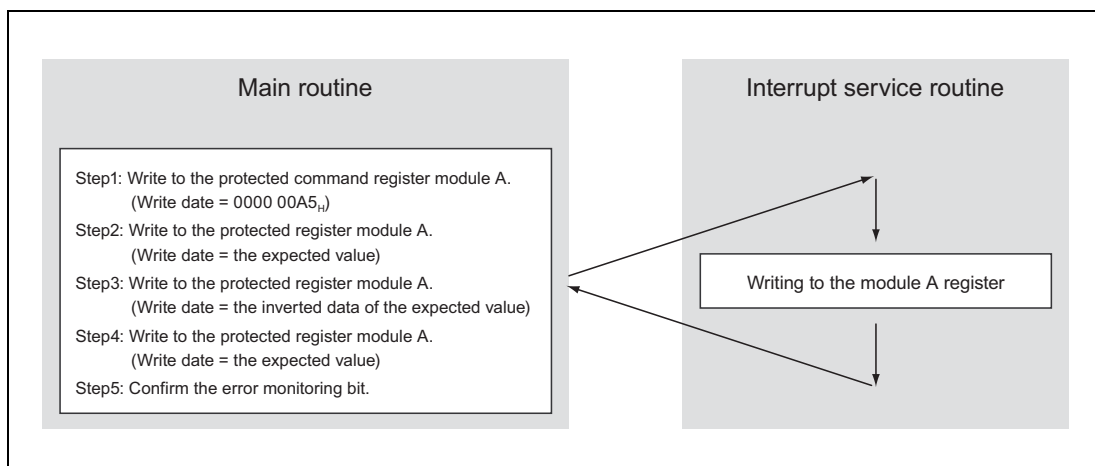 Main routine
Step1: Write to the protected command register module A.
(Write date = 0000 00A5H)
Step2: Write to the protected register module A.
(Write date = the expected value)
Step3: Write to the protected register module A.
(Write date = the inverted data of the expected value)
Step4: Write to the protected register module A.
(Write date = the expected value)
Step5: Confirm the error monitoring bit.
Interrupt service routine
Writing to the module A register